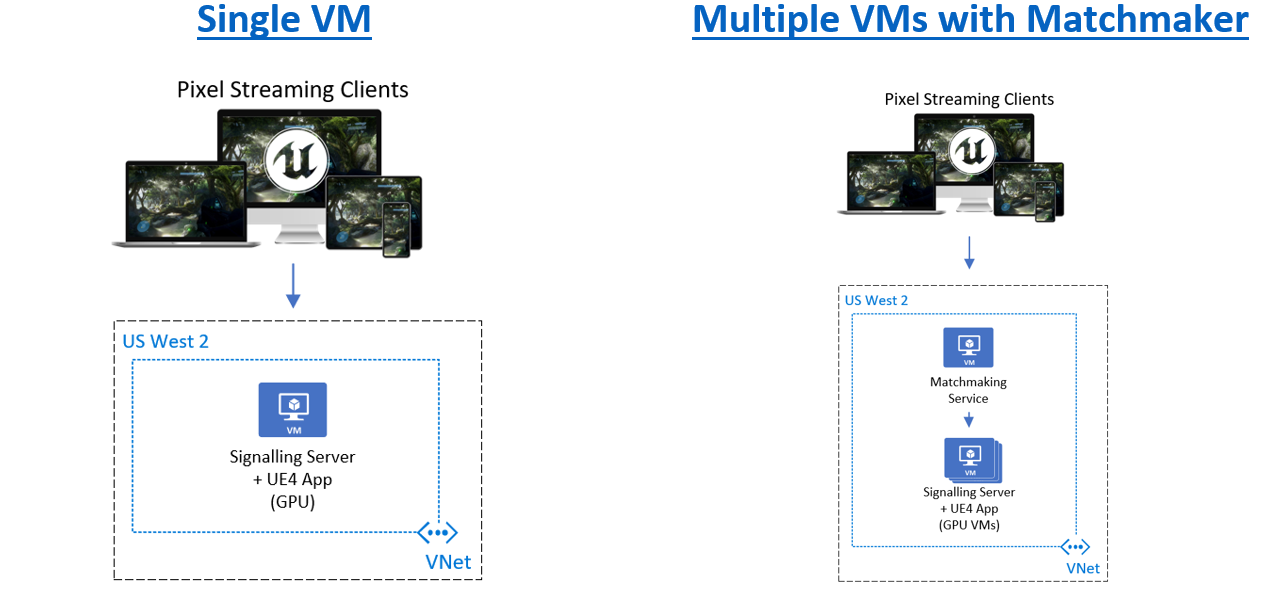 Single VM
Pixel Streaming Clients
US West 2
VM
Signalling Server
+ UE4 App
(GPU)
VNet
Multiple VMs with Matchmaker
Pixel Streaming Clients
US West 2
VM
Matchmaking
Service
VM
Signalling Server
+ UE4 App
(GPU VMs)
VNet